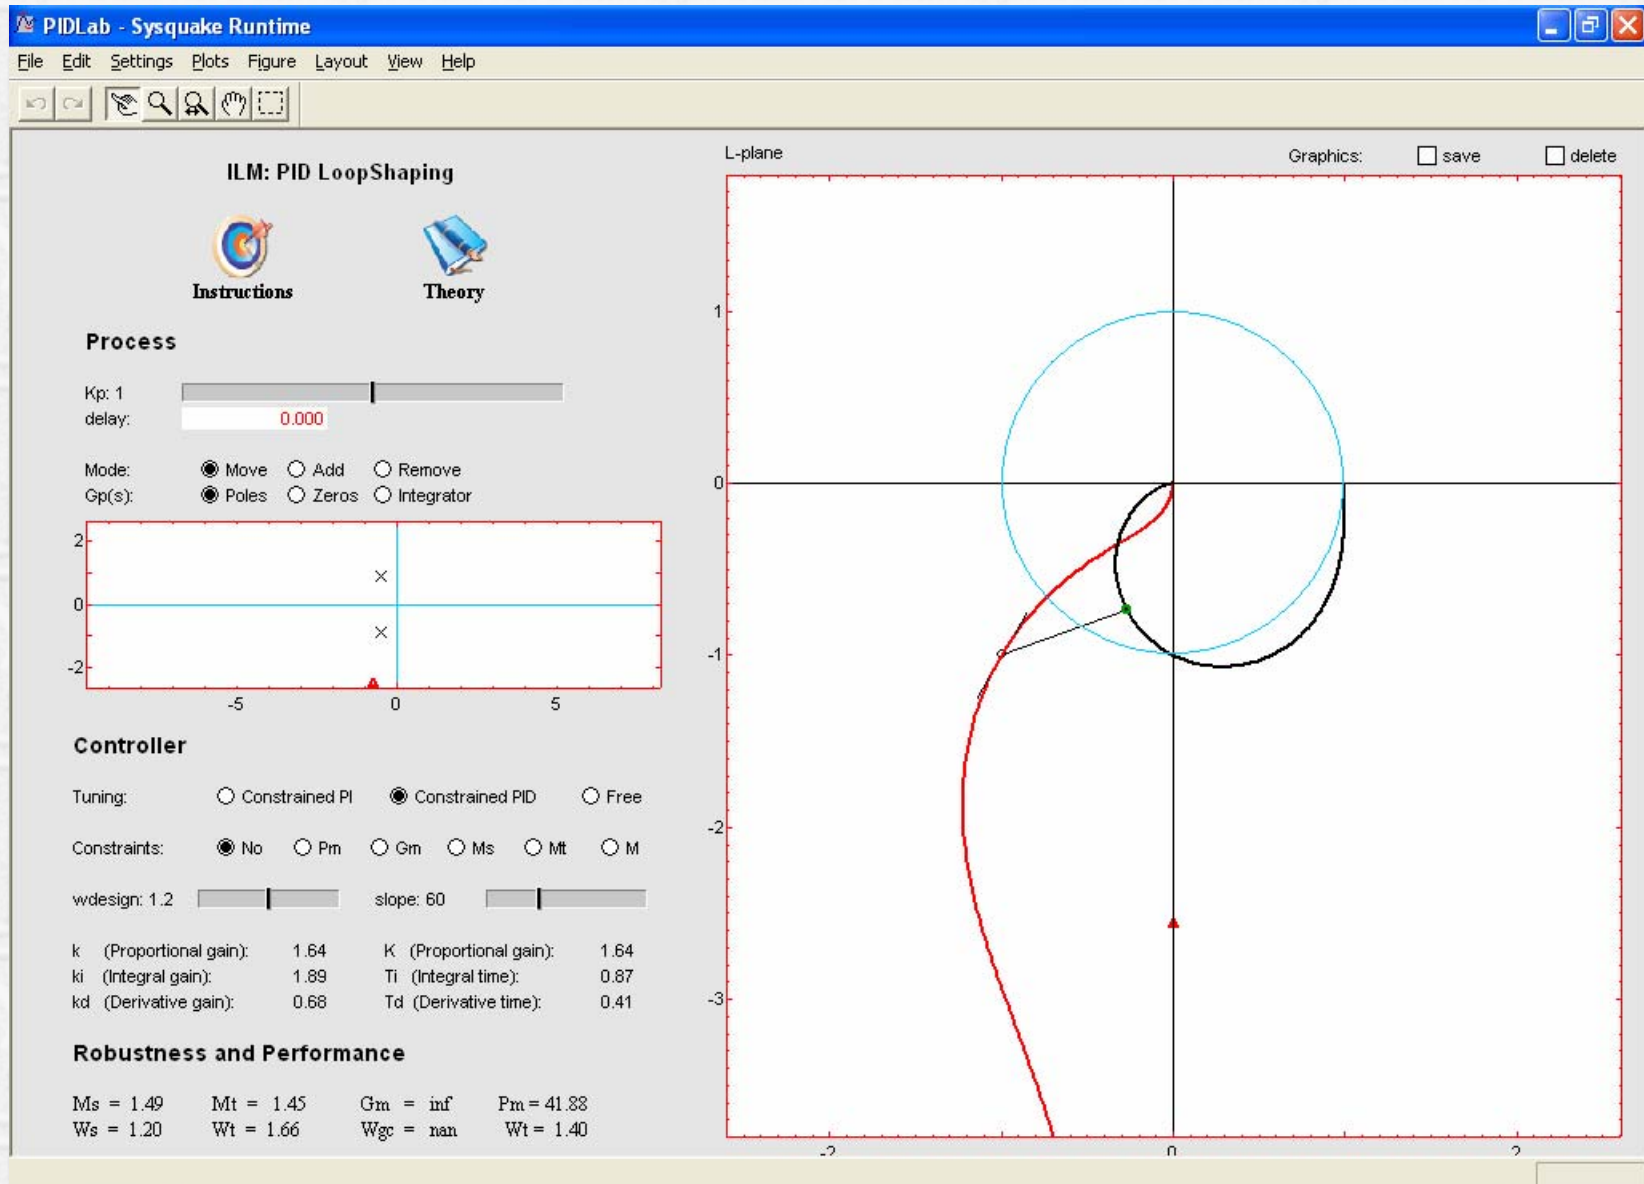 PIDLab - Sysquake Runtime
File Edit Settings Plots Figure Layout View Help
ILM: PID LoopShaping
Instructions Theory
Process
Kp: 1
delay: 0.000
Mode: Move Add Remove
Gp(s): Poles Zeros Integrator
2
0
-2
-5 0 5
Controller
Tuning: Constrained PI Constrained PID Free
Constraints: No Pm Gm Ms Mt M
wdesign: 1.2 slope: 60
k (Proportional gain): 1.64 K (Proportional gain): 1.64
ki (Integral gain): 1.89 Ti (Integral time): 0.87
kd (Derivative gain): 0.68 Td (Derivative time): 0.41
Robustness and Performance
Ms = 1.49 Mt = 1.45 Gm = inf Pm = 41.88
Ws = 1.20 Wt = 1.66 Wgc = nan Wt = 1.40
L-plane Graphics: save delete
1
0
-1
-2
-3
-2 0 2